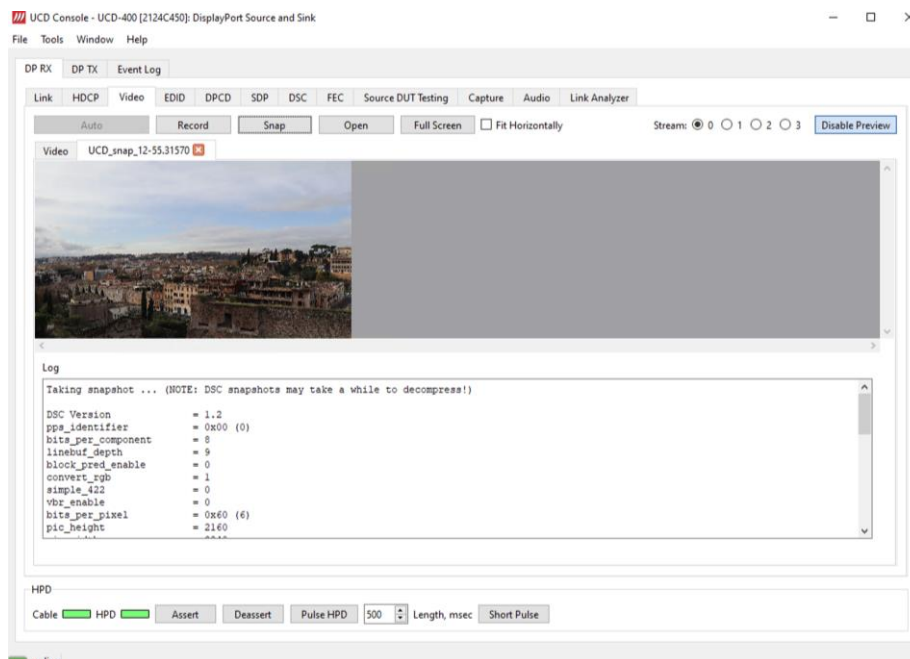 UCD Console - UCD-400 [2124C450]: DisplayPort Source and Sink
File Tools Window Help
DP RX DP TX Event Log
Link HDCP Video EDID DPCD SDP DSC FEC Source DUT Testing Capture Audio Link Analyzer
Auto Record Snap Open Full Screen Fit Horizontally Stream: 0 1 2 3 Disable Preview
Video UCD_snap_12-55.31570
Log
Taking snapshot ... (NOTE: DSC snapshots may take a while to decompress!)
DSC Version = 1.2
pps_identifier = 0x00 (0)
bits_per_component = 8
linebuf_depth = 9
block_pred_enable = 0
convert_rgb = 1
simple_422 = 0
vbr_enable = 0
bits_per_pixel = 0x60 (6)
pic_height = 2160
HPD
Cable HPD Assert Deassert Pulse HPD 500 Length, msec Short Pulse